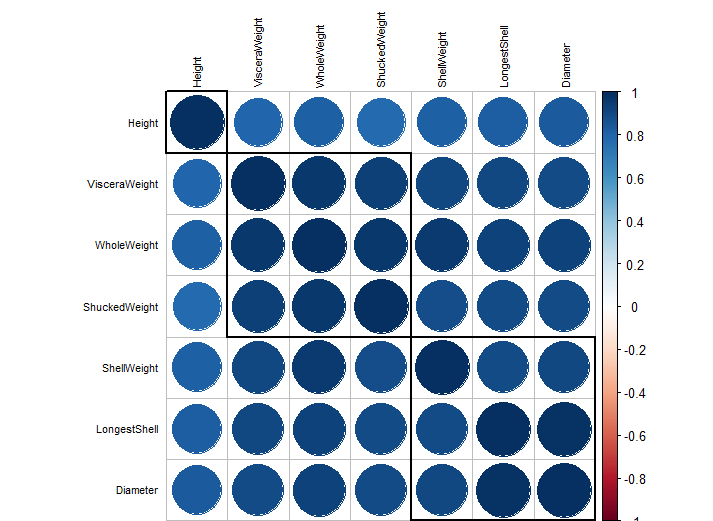 Height
VisceraWeight
WholeWeight
ShuckedWeight
ShellWeight
LongestShell
Diameter
Height
VisceraWeight
WholeWeight
ShuckedWeight
ShellWeight
LongestShell
Diameter
1
0.8
0.6
0.4
0.2
0
-0.2
-0.4
-0.6
-0.8
-1